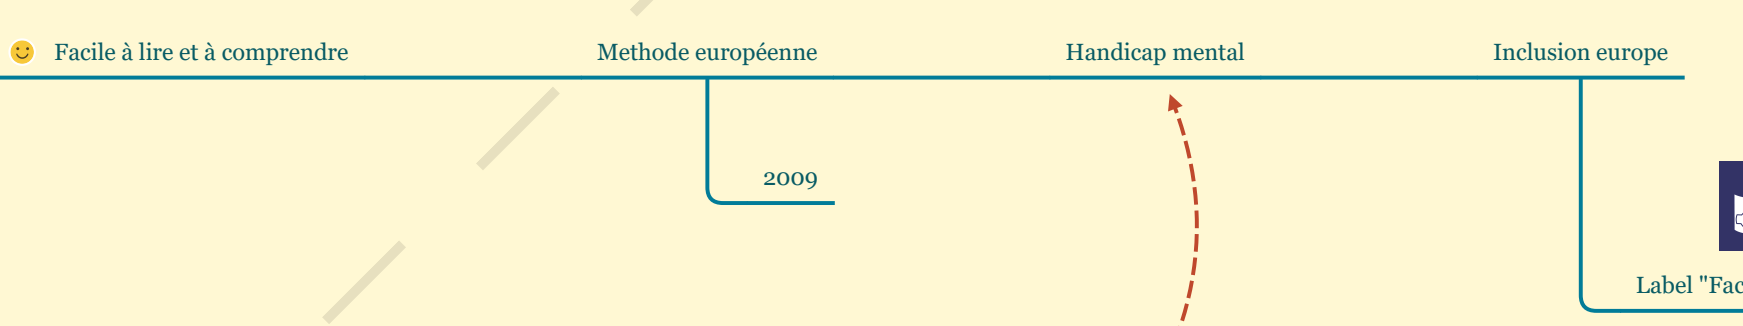 Facile à lire et à comprendre
Methode européenne
Handicap mental
Inclusion europe
2009
Label "Fac